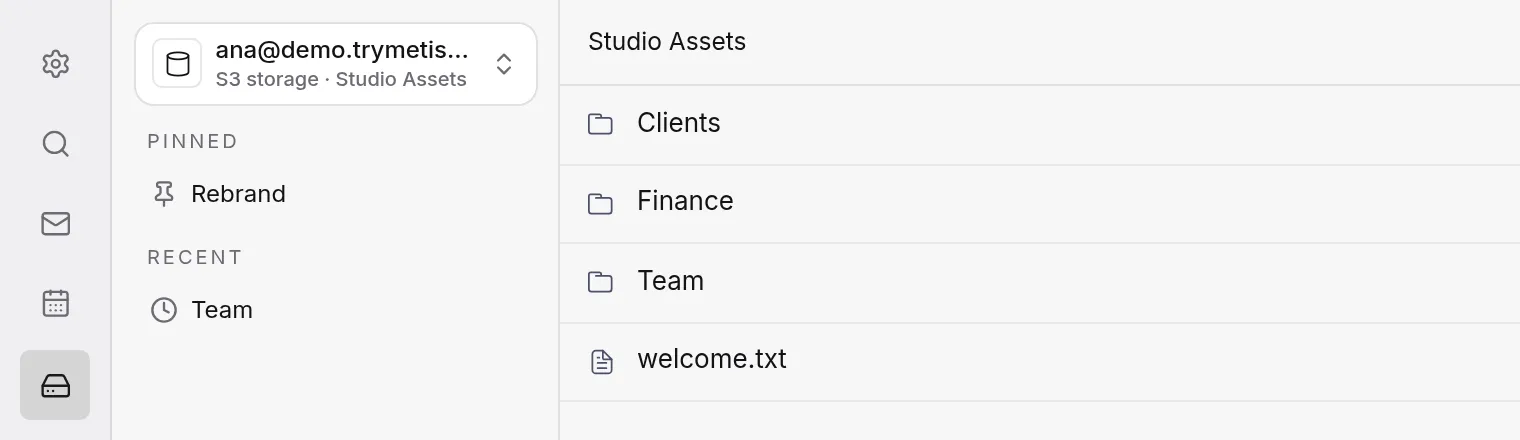 ana@demo.trymetis...
S3 storage · Studio Assets
PINNED
Rebrand
RECENT
Team
Studio Assets
Clients
Finance
Team
welcome.txt